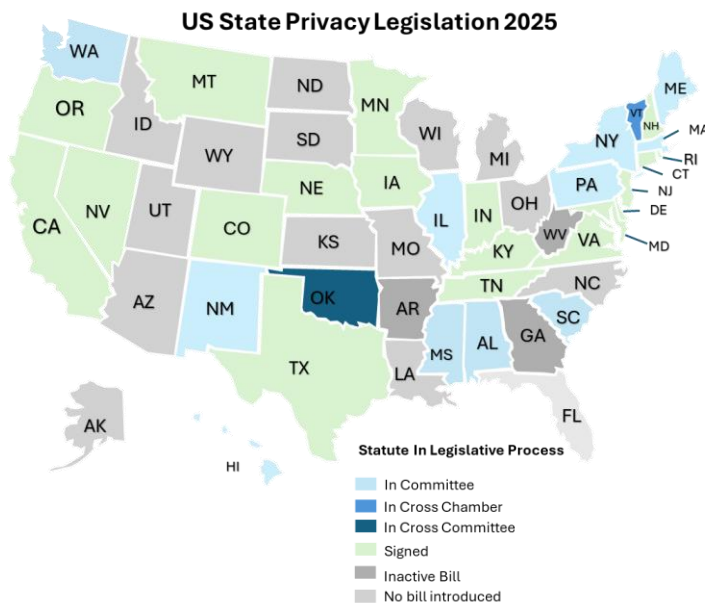 US State Privacy Legislation 2025
WA
MT
ND
MN
ME
OR
ID
SD
WI
VT
NH
MA
NY
MI
WY
RI
CT
PA
NE
IA
NJ
NV
UT
CO
IL
IN
OH
DE
CA
KS
MO
WV
VA
MD
KY
AZ
NM
OK
AR
TN
NC
SC
MS
AL
GA
TX
LA
FL
AK
HI
Statute In Legislative Process
In Committee
In Cross Chamber
In Cross Committee
Signed
Inactive Bill
No bill introduced